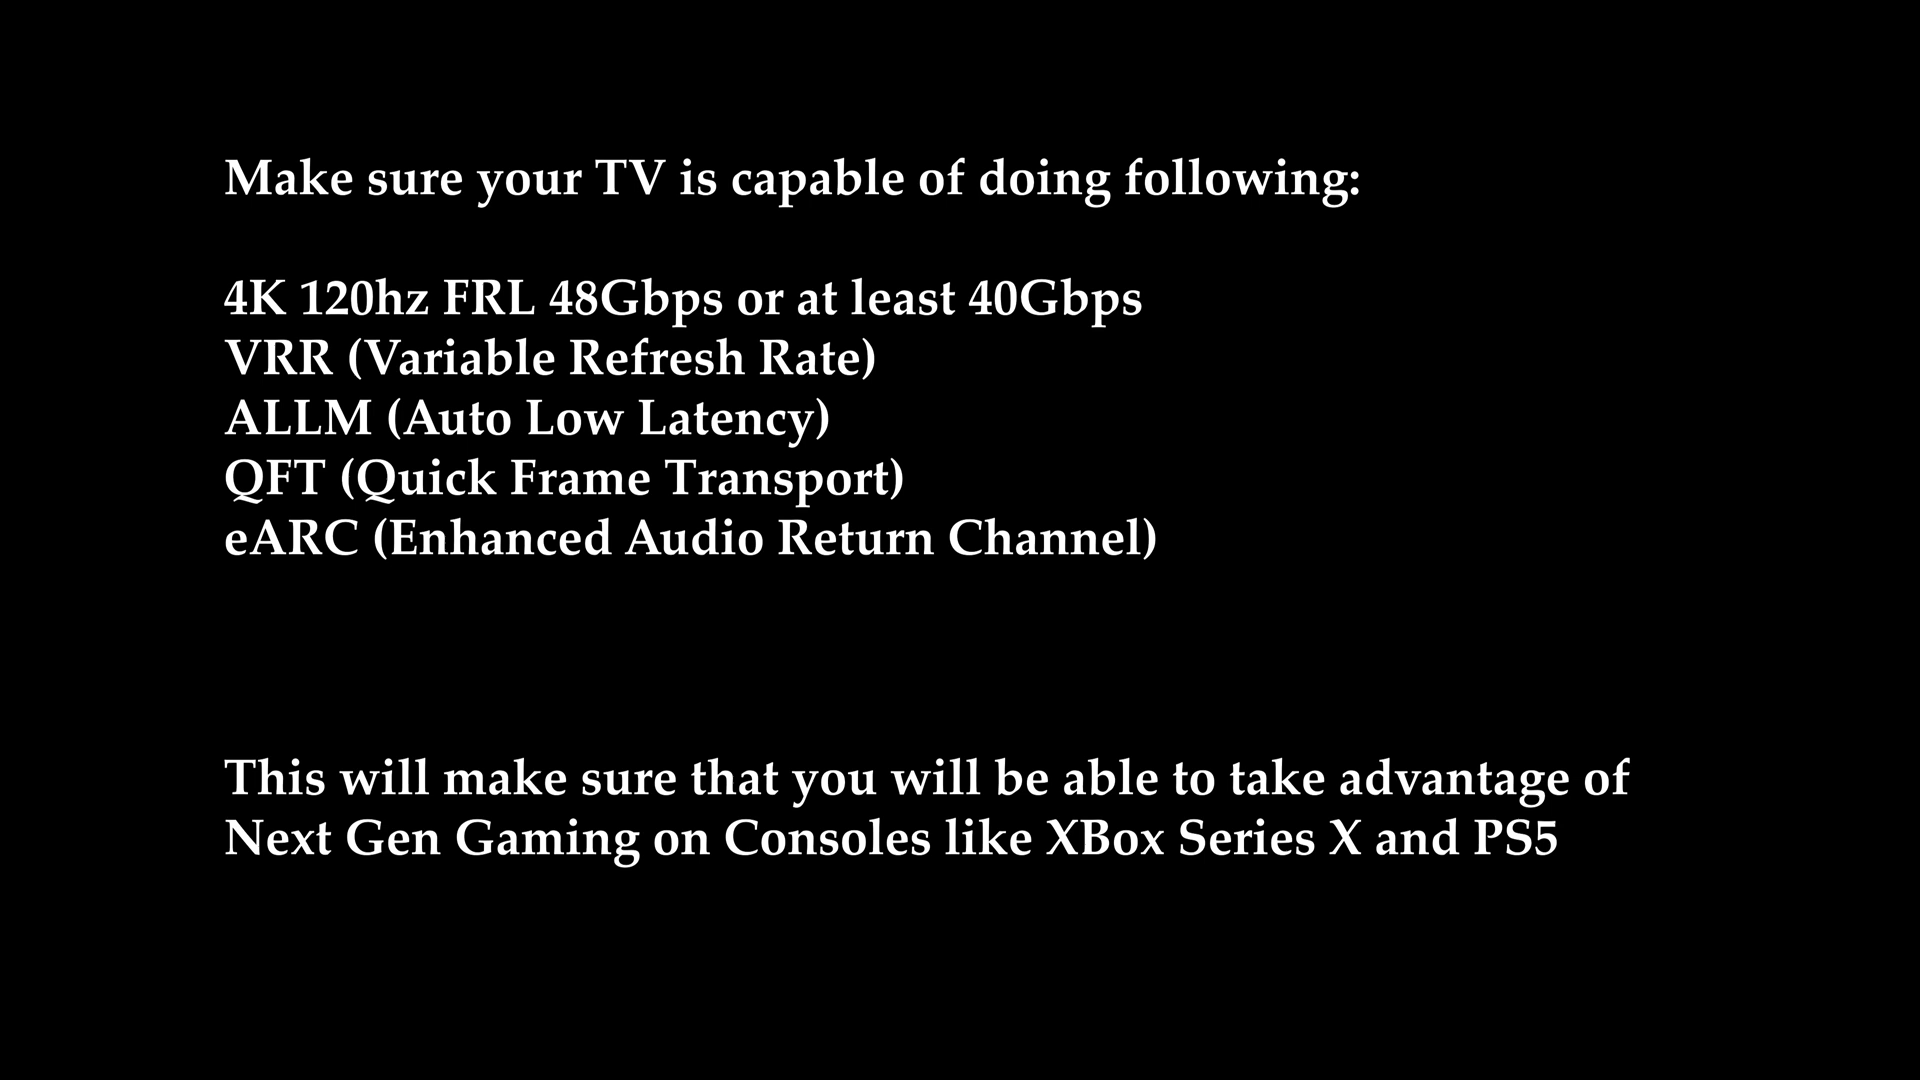 Make sure your TV is capable of doing following:
4K 120hz FRL 48Gbps or at least 40Gbps
VRR (Variable Refresh Rate)
ALLM (Auto Low Latency)
QFT (Quick Frame Transport)
eARC (Enhanced Audio Return Channel)
This will make sure that you will be able to take advantage of
Next Gen Gaming on Consoles like XBox Series X and PS5